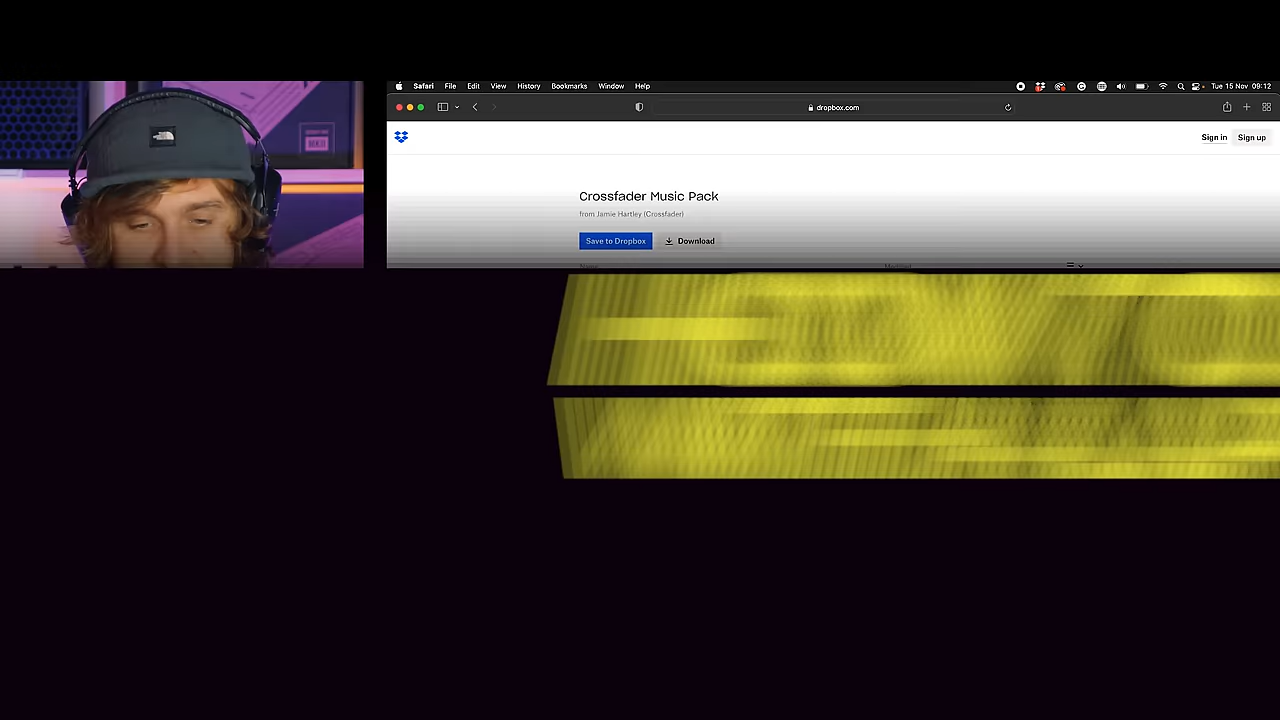 Safari File Edit View History Bookmarks Window Help Tue 15 Nov 09:12
dropbox.com
Sign in Sign up
Crossfader Music Pack
from Jamie Hartley (Crossfader)
Save to Dropbox Download